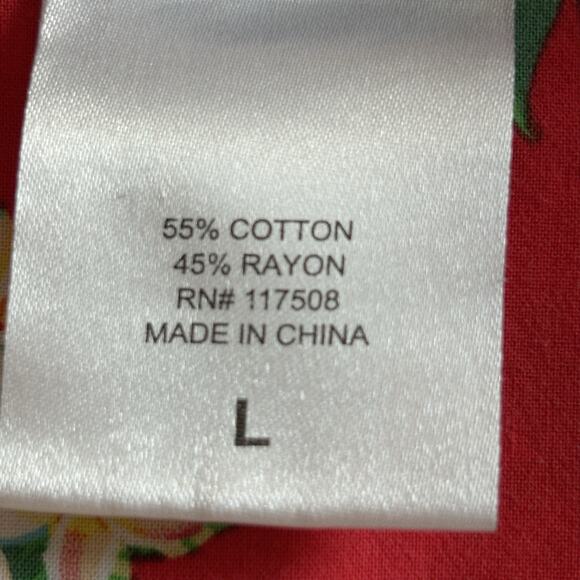 55% COTTON
45% RAYON
RN# 117508
MADE IN CHINA
L